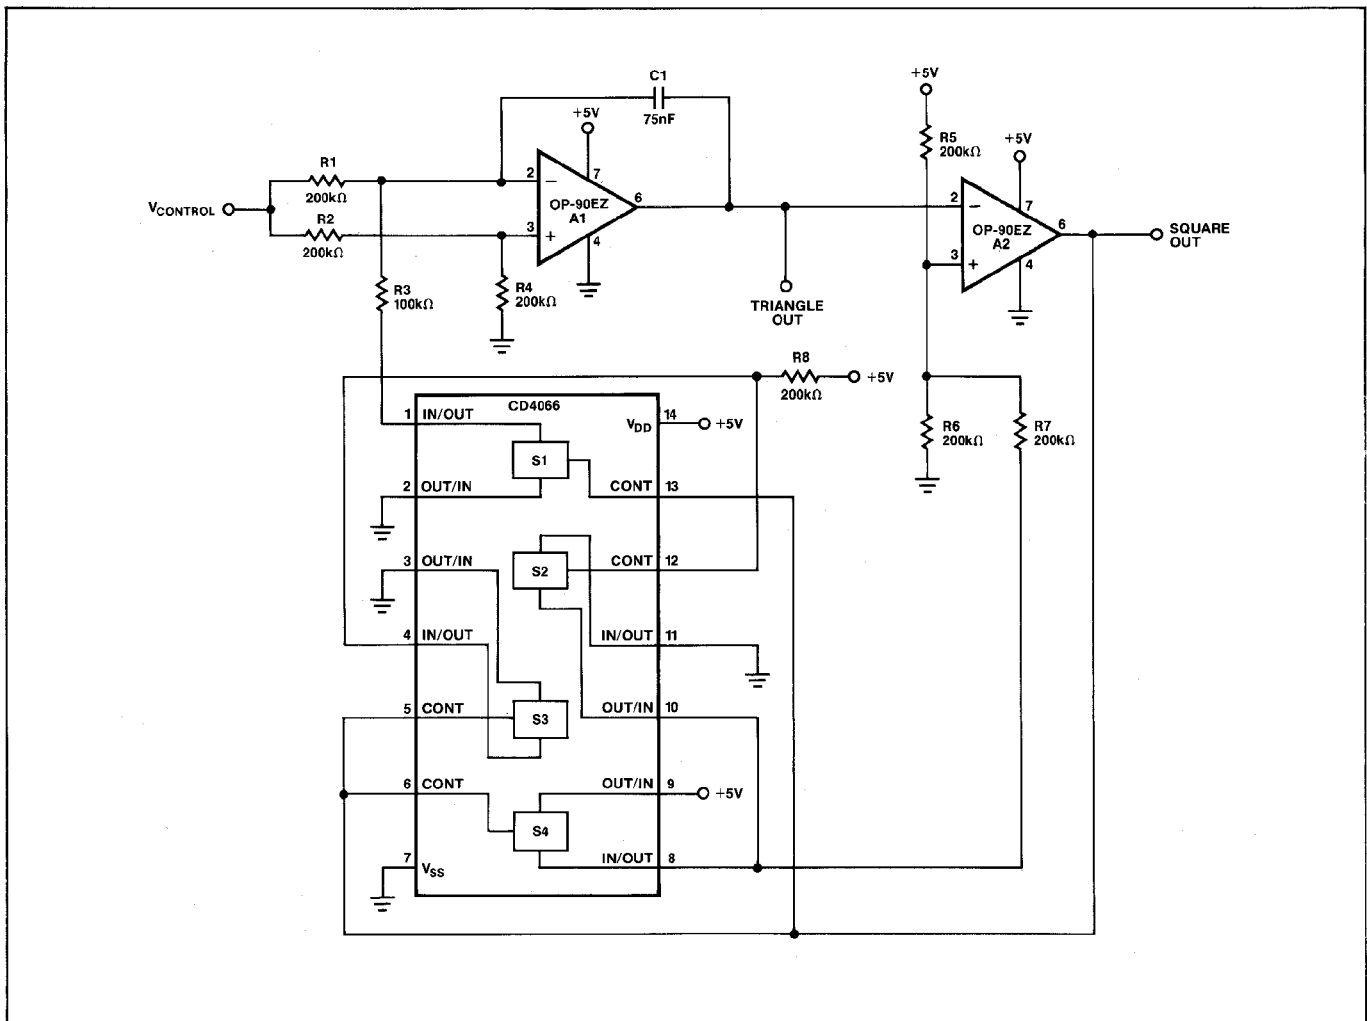 C1
75nF
+5V
+5V
R5
200kΩ
+5V
R1
200kΩ
VCONTROL
R2
200kΩ
2
−
7
OP-90EZ
A1
6
3
+
4
2
−
7
OP-90EZ
A2
6
3
+
4
SQUARE
OUT
R3
100kΩ
R4
200kΩ
TRIANGLE
OUT
R8
200kΩ
+5V
R6
200kΩ
R7
200kΩ
CD4066
1 IN/OUT
VDD 14
+5V
S1
2 OUT/IN
CONT 13
3 OUT/IN
S2
CONT 12
4 IN/OUT
IN/OUT 11
5 CONT
S3
OUT/IN 10
6 CONT
OUT/IN 9
+5V
S4
7 VSS
IN/OUT 8